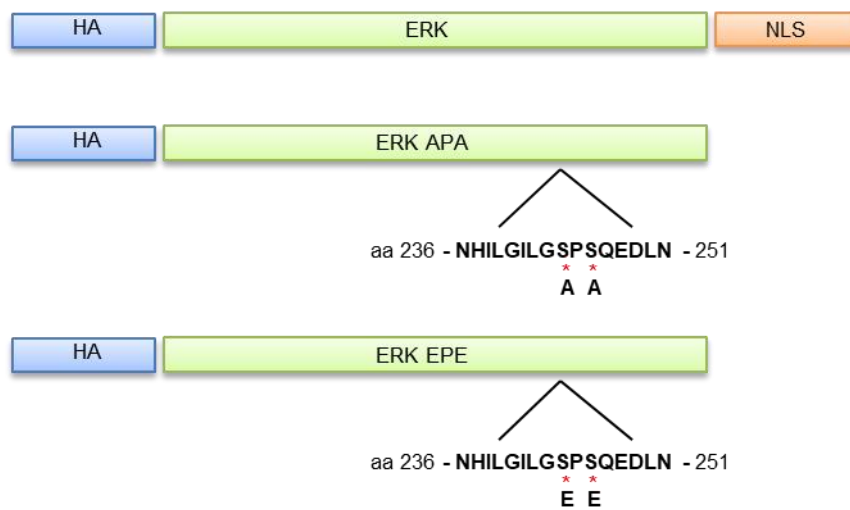 HA ERK NLS
HA ERK APA
aa 236 - NHILGILGSPSQEDLN - 251
* *
A A
HA ERK EPE
aa 236 - NHILGILGSPSQEDLN - 251
* *
E E